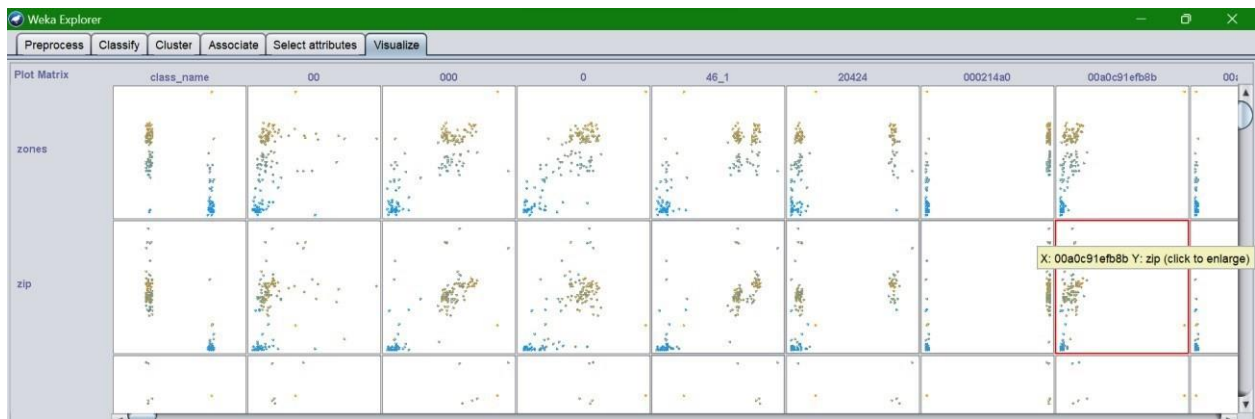 Weka Explorer
Preprocess Classify Cluster Associate Select attributes Visualize
Plot Matrix class_name 00 000 0 46_1 20424 000214a0 00a0c91efb8b
zones
X: 00a0c91efb8b Y: zip (click to enlarge)
zip